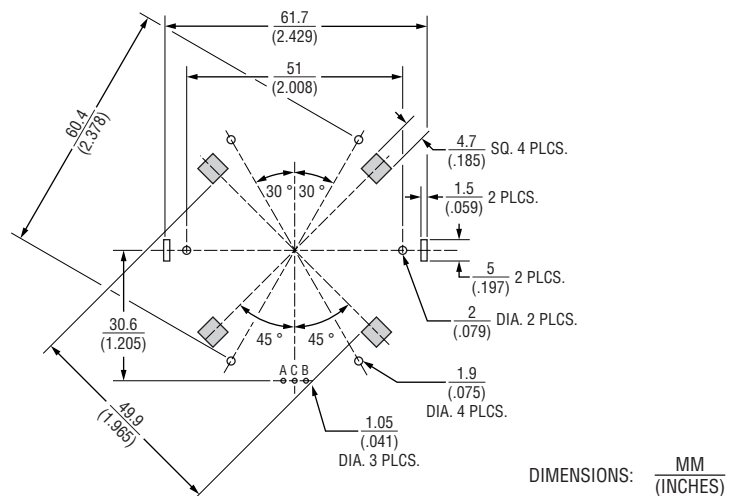 61.7
(2.429)
51
(2.008)
60.4
(2.378)
4.7
(.185) SQ. 4 PLCS.
30 ° 30 °
1.5
(.059) 2 PLCS.
5
(.197) 2 PLCS.
2
(.079) DIA. 2 PLCS.
30.6
(1.205)
45 ° 45 °
A C B
1.9
(.075)
DIA. 4 PLCS.
49.9
(1.965)
1.05
(.041)
DIA. 3 PLCS.
DIMENSIONS: MM
(INCHES)